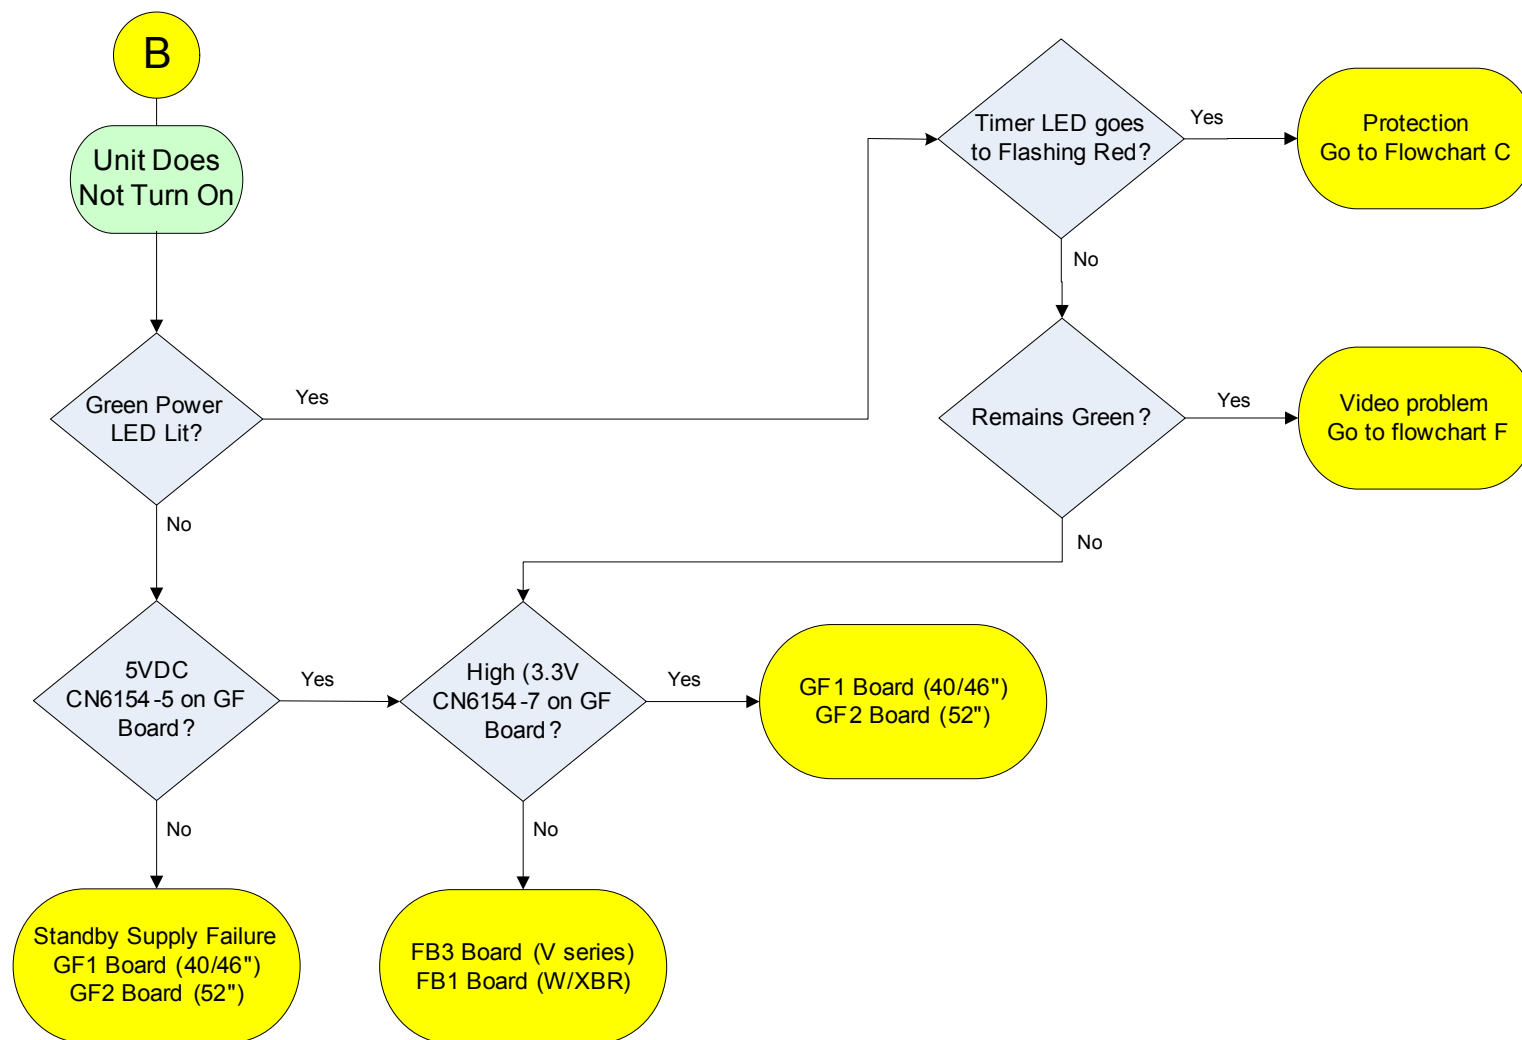 B
Unit Does
Not Turn On
Timer LED goes
to Flashing Red?
Yes
Protection
Go to Flowchart C
No
Green Power
LED Lit?
Yes
Remains Green?
Yes
Video problem
Go to flowchart F
No
No
5VDC
CN6154-5 on GF
Board?
Yes
High (3.3V
CN6154-7 on GF
Board?
Yes
GF1 Board (40/46")
GF2 Board (52")
No
No
Standby Supply Failure
GF1 Board (40/46")
GF2 Board (52")
FB3 Board (V series)
FB1 Board (W/XBR)